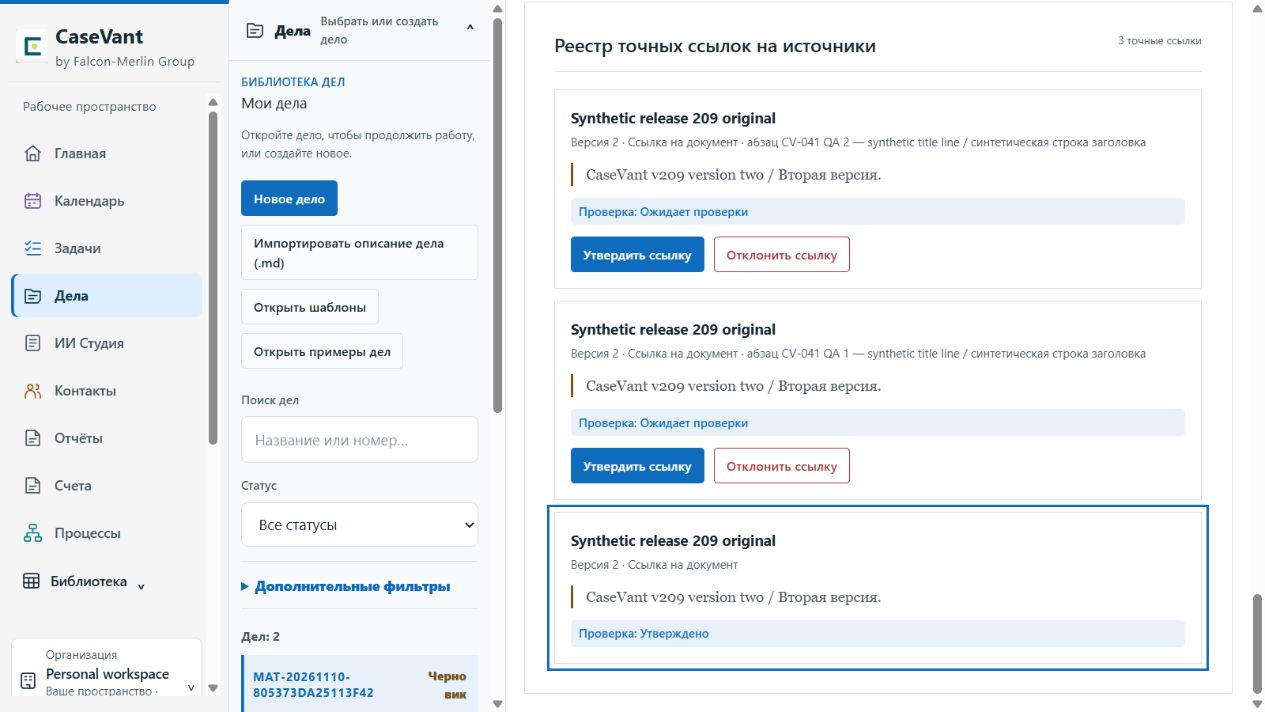 CaseVant
by Falcon-Merlin Group
Рабочее пространство
Главная
Календарь
Задачи
Дела
ИИ Студия
Контакты
Отчёты
Счета
Процессы
Библиотека
Организация
Personal workspace
Ваше пространство ·
Дела
Выбрать или создать
дело
БИБЛИОТЕКА ДЕЛ
Мои дела
Откройте дело, чтобы продолжить работу,
или создайте новое.
Новое дело
Импортировать описание дела
(.md)
Открыть шаблоны
Открыть примеры дел
Поиск дел
Название или номер...
Статус
Все статусы
Дополнительные фильтры
Дел: 2
MAT-20261110-
805373DA25113F42
Черно
вик
Реестр точных ссылок на источники
3 точные ссылки
Synthetic release 209 original
Версия 2 · Ссылка на документ · абзац CV-041 QA 2 — synthetic title line / синтетическая строка заголовка
CaseVant v209 version two / Вторая версия.
Проверка: Ожидает проверки
Утвердить ссылку
Отклонить ссылку
Synthetic release 209 original
Версия 2 · Ссылка на документ · абзац CV-041 QA 1 — synthetic title line / синтетическая строка заголовка
CaseVant v209 version two / Вторая версия.
Проверка: Ожидает проверки
Утвердить ссылку
Отклонить ссылку
Synthetic release 209 original
Версия 2 · Ссылка на документ
CaseVant v209 version two / Вторая версия.
Проверка: Утверждено